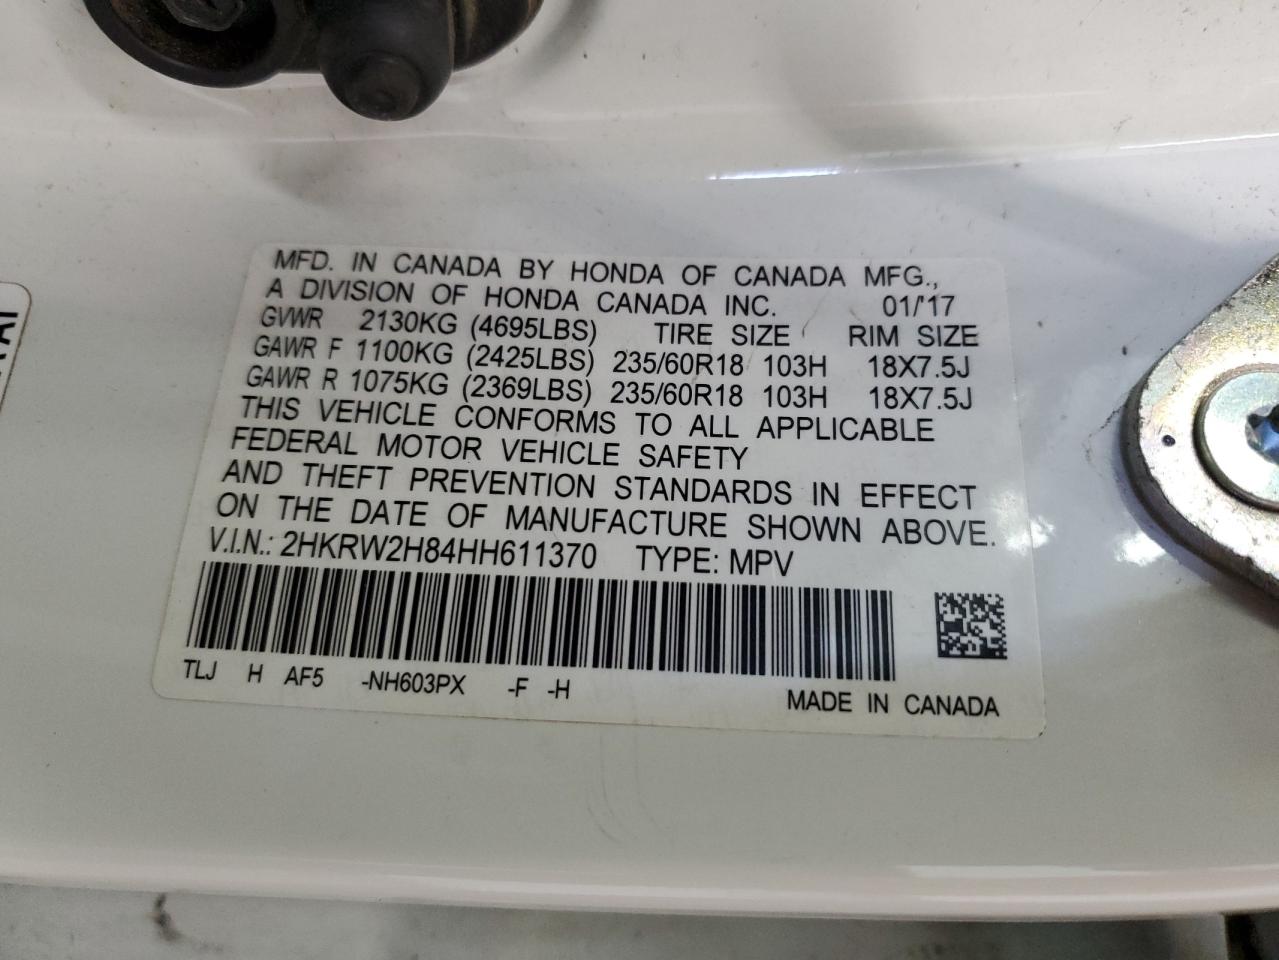 MFD. IN CANADA BY HONDA OF CANADA MFG.,
A DIVISION OF HONDA CANADA INC. 01/'17
GVWR 2130KG (4695LBS) TIRE SIZE RIM SIZE
GAWR F 1100KG (2425LBS) 235/60R18 103H 18X7.5J
GAWR R 1075KG (2369LBS) 235/60R18 103H 18X7.5J
THIS VEHICLE CONFORMS TO ALL APPLICABLE
FEDERAL MOTOR VEHICLE SAFETY
AND THEFT PREVENTION STANDARDS IN EFFECT
ON THE DATE OF MANUFACTURE SHOWN ABOVE.
V.I.N.: 2HKRW2H84HH611370 TYPE: MPV
TLJ H AF5 -NH603PX -F -H MADE IN CANADA